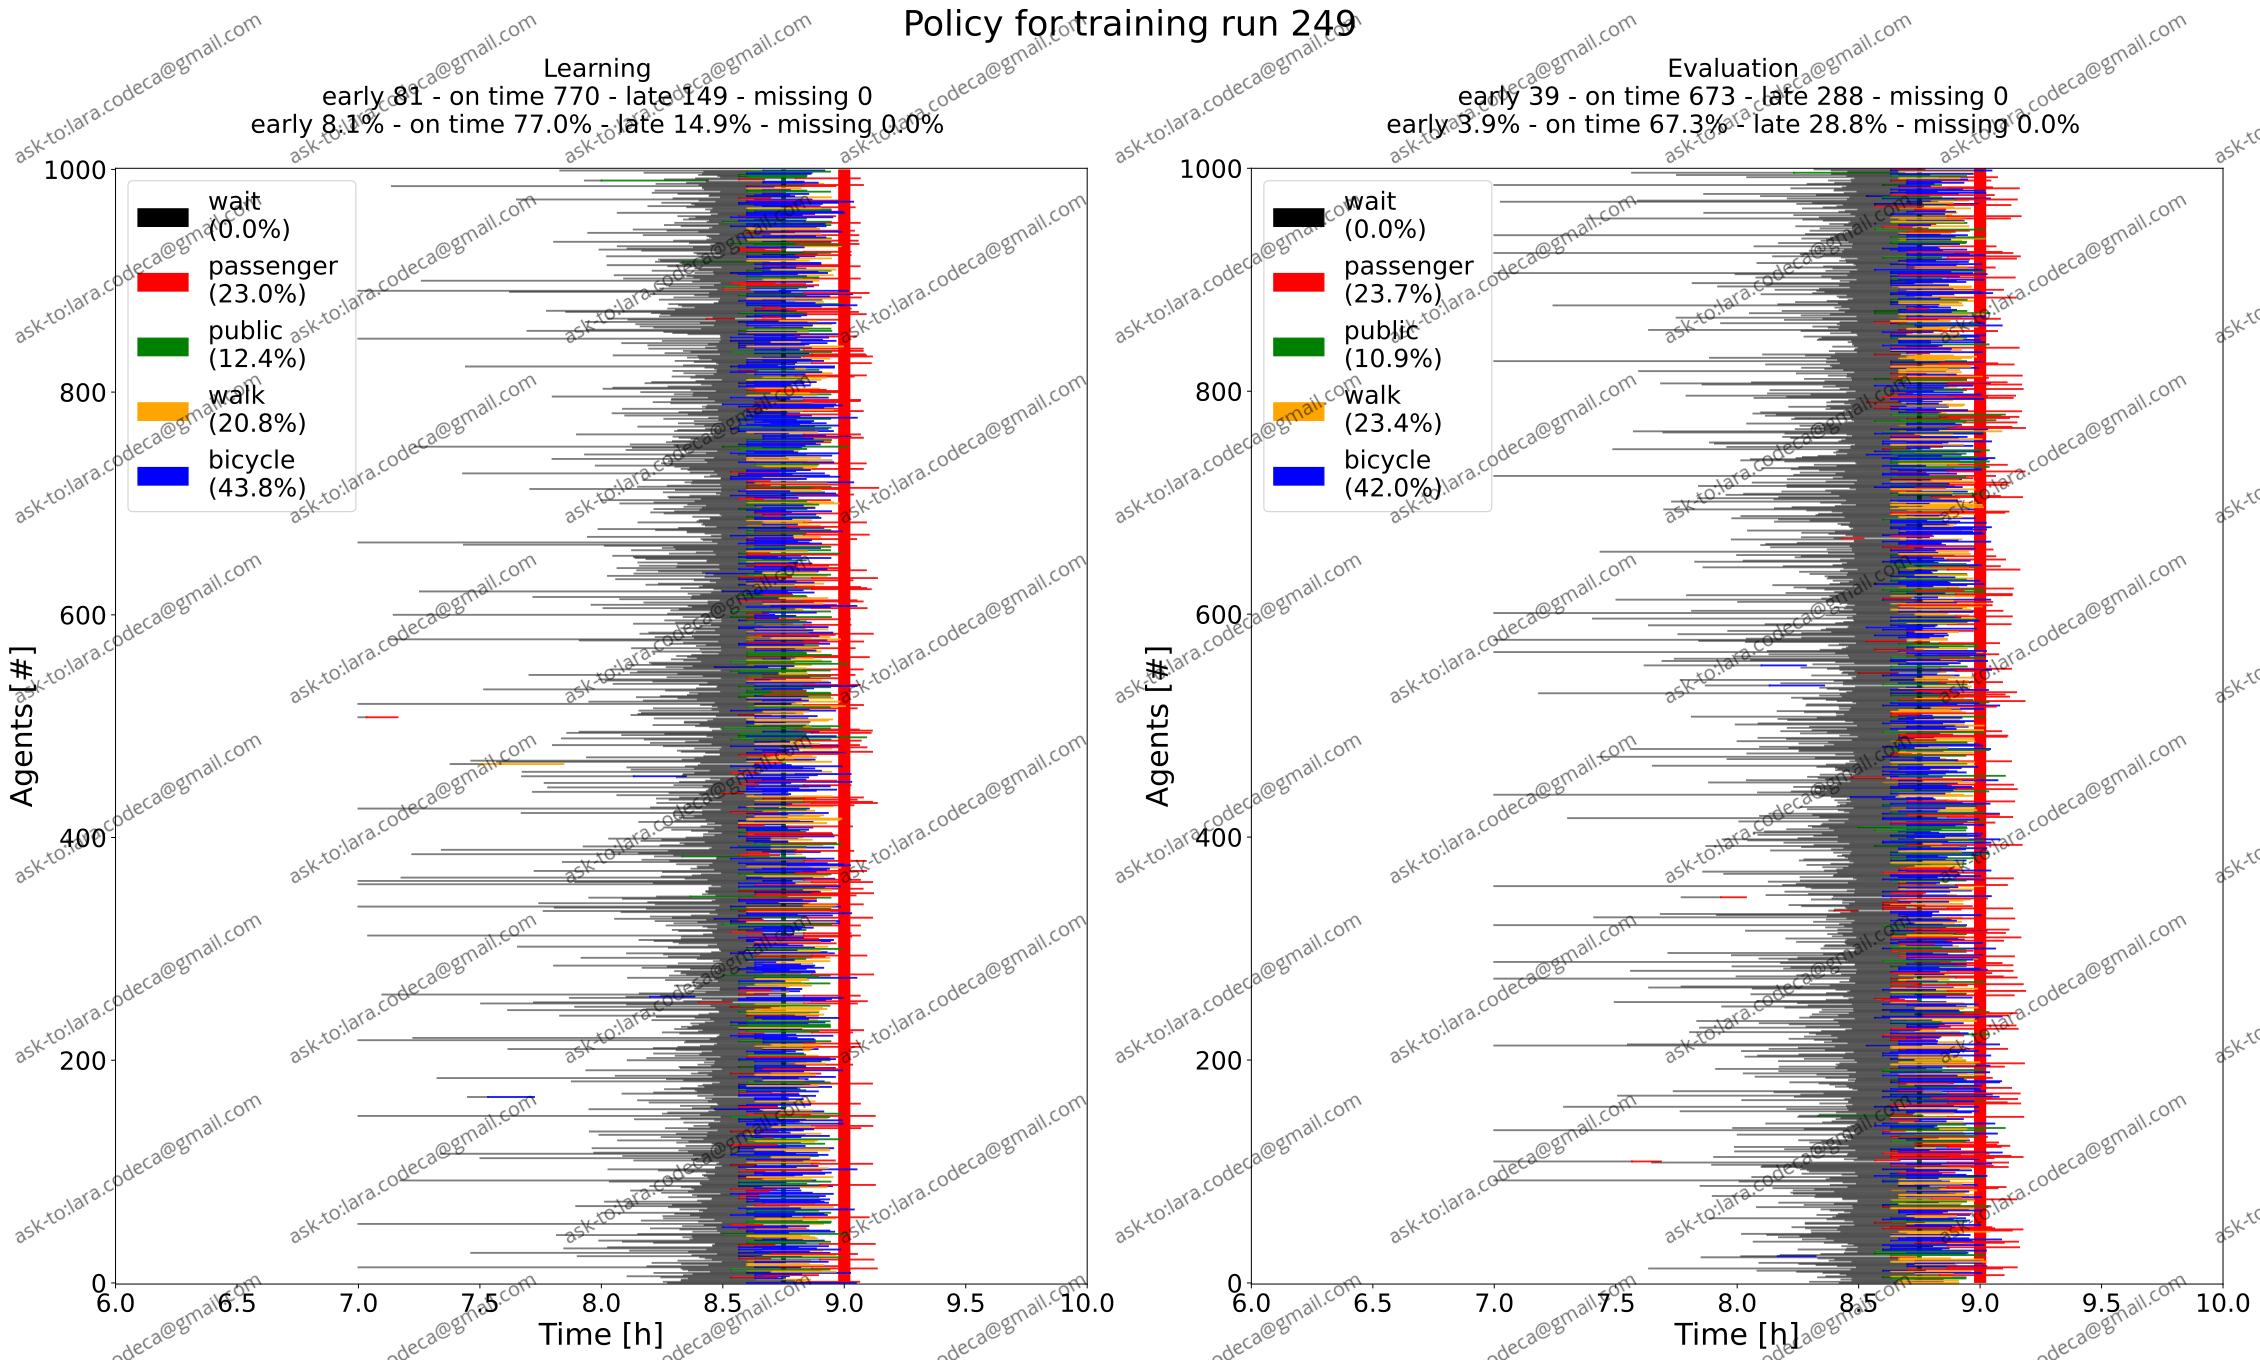 Policy for training run 249
Learning
early 81 - on time 770 - late 149 - missing 0
early 8.1% - on time 77.0% - late 14.9% - missing 0.0%
1000
800
600
400
200
0
Agents [#]
wait
(0.0%)
passenger
(23.0%)
public
(12.4%)
walk
(20.8%)
bicycle
(43.8%)
6.0 6.5 7.0 7.5 8.0 8.5 9.0 9.5 10.0
Time [h]
Evaluation
early 39 - on time 673 - late 288 - missing 0
early 3.9% - on time 67.3% - late 28.8% - missing 0.0%
1000
800
600
400
200
0
Agents [#]
wait
(0.0%)
passenger
(23.7%)
public
(10.9%)
walk
(23.4%)
bicycle
(42.0%)
6.0 6.5 7.0 7.5 8.0 8.5 9.0 9.5 10.0
Time [h]
ask-to:lara.codeca@gmail.com